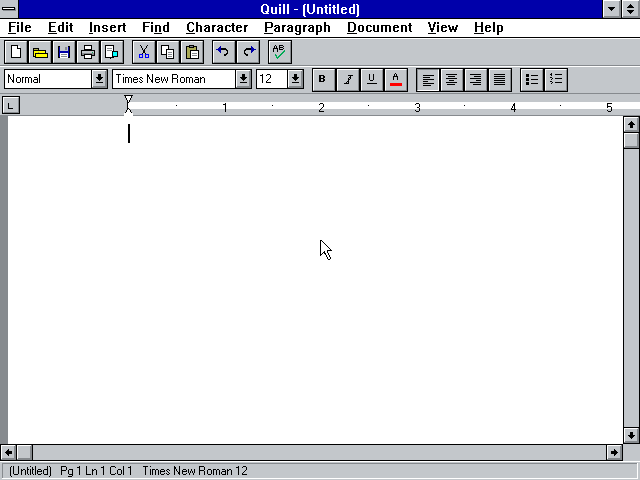 Quill - (Untitled)
File Edit Insert Find Character Paragraph Document View Help
AB
Normal Times New Roman 12 B I U A
L 1 2 3 4 5
(Untitled) Pg 1 Ln 1 Col 1 Times New Roman 12